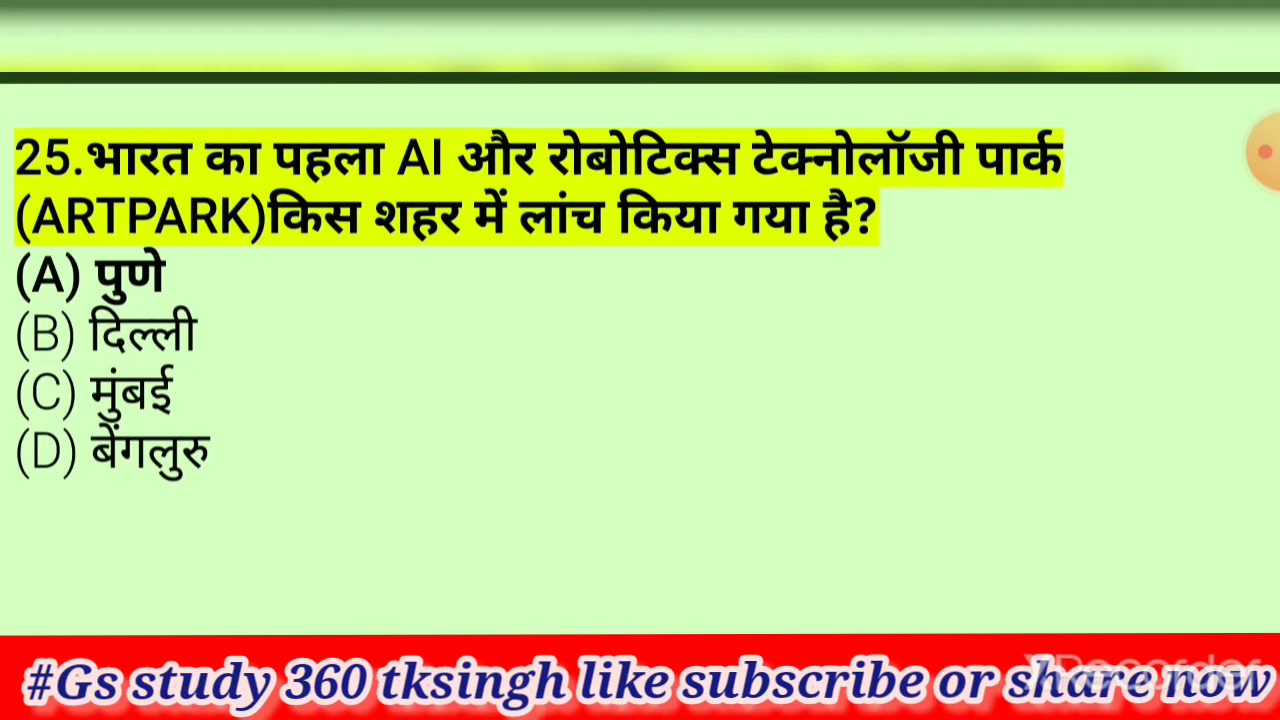 25.भारत का पहला AI और रोबोटिक्स टेक्नोलॉजी पार्क
(ARTPARK)किस शहर में लांच किया गया है?
(A) पुणे
(B) दिल्ली
(C) मुंबई
(D) बेंगलुरु
#Gs study 360 tksingh like subscribe or share now
XRecorder